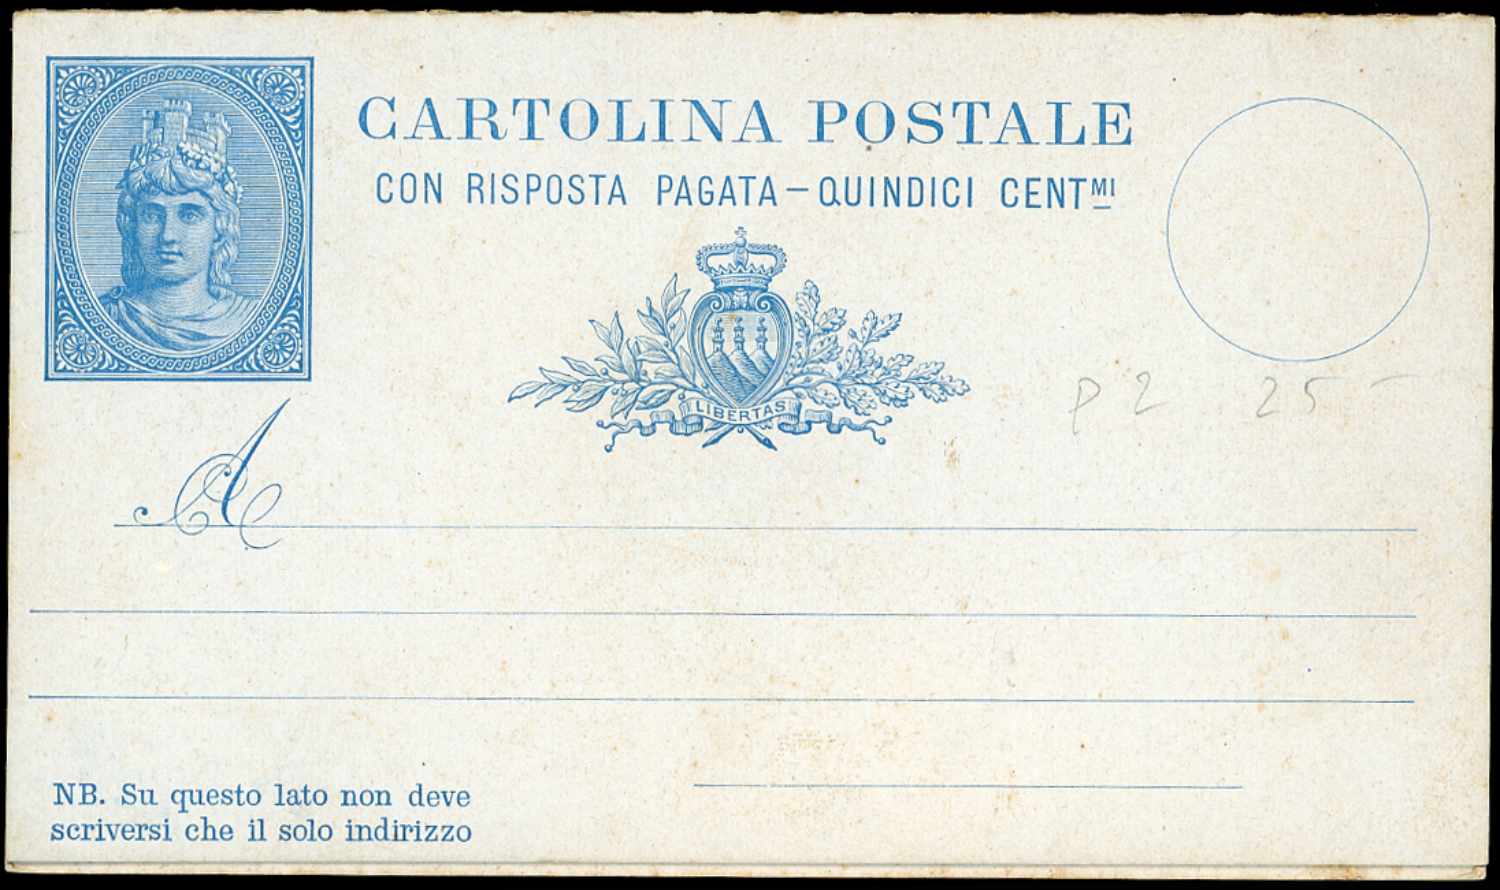 CARTOLINA POSTALE
CON RISPOSTA PAGATA — QUINDICI CENTMI
LIBERTAS
P2 25 -
A
NB. Su questo lato non deve
scriversi che il solo indirizzo